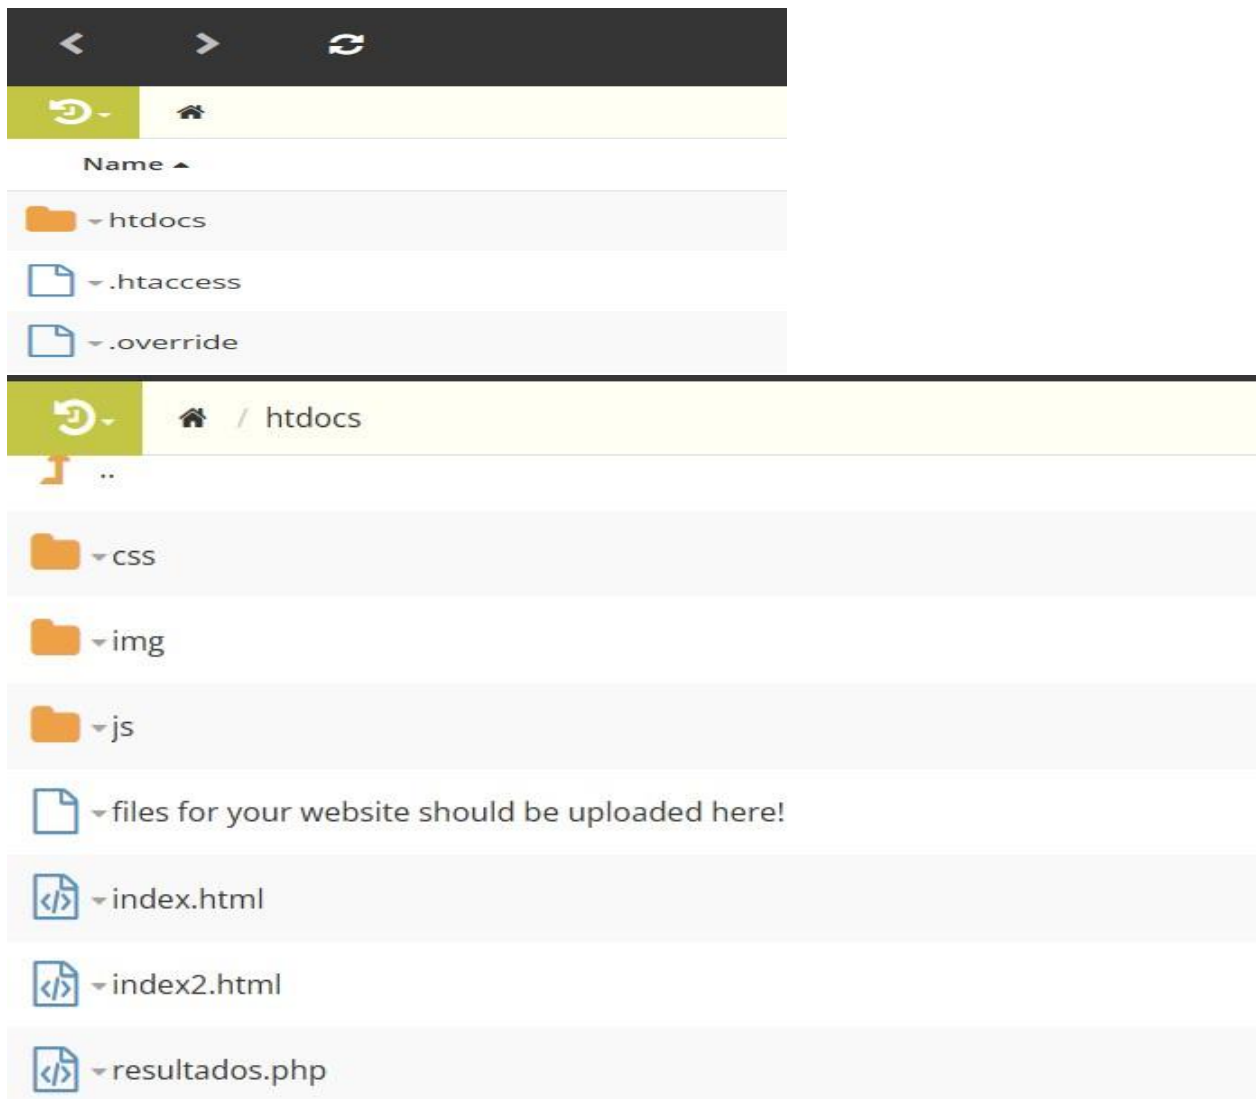 Name
htdocs
.htaccess
.override
/ htdocs
..
css
img
js
files for your website should be uploaded here!
index.html
index2.html
resultados.php